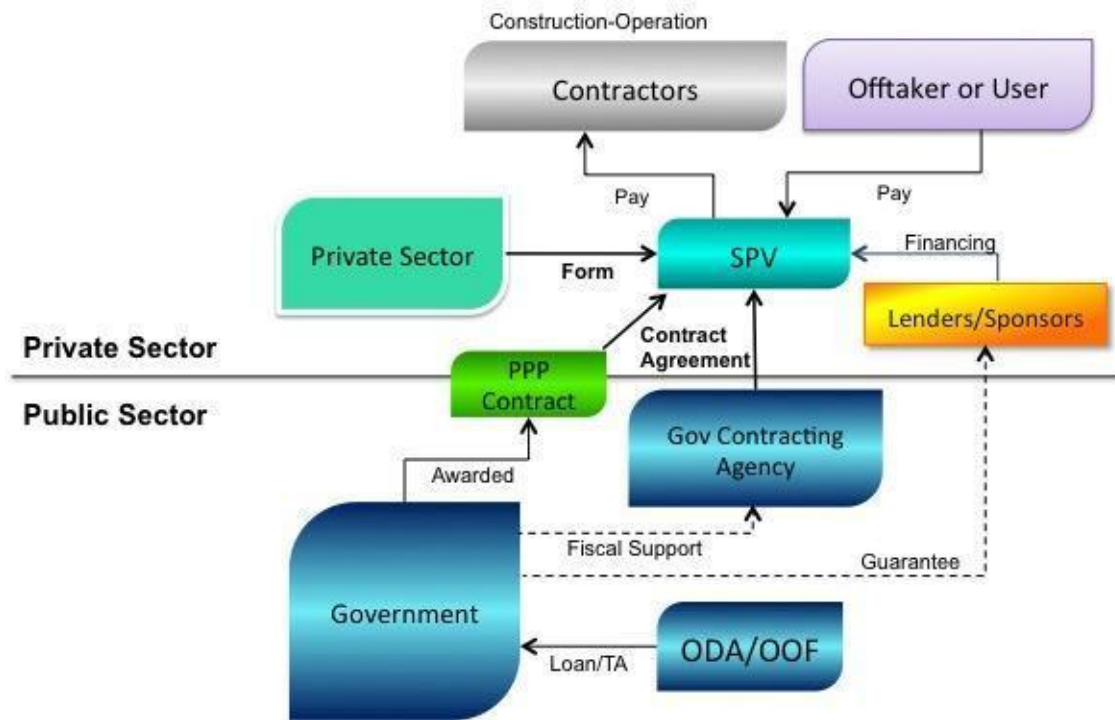 Construction-Operation
Contractors
Offtaker or User
Pay
Pay
Private Sector
Form
SPV
Financing
Lenders/Sponsors
Private Sector
Contract
Agreement
PPP
Contract
Public Sector
Gov Contracting
Agency
Awarded
Fiscal Support
Guarantee
Government
Loan/TA
ODA/OOF